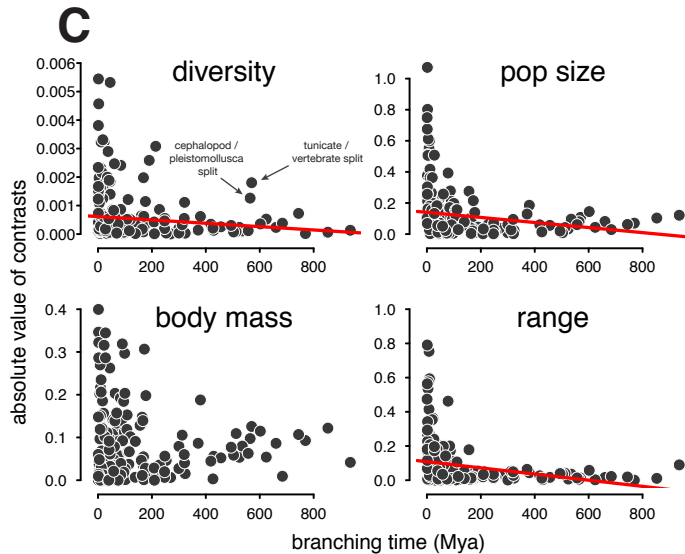 C
diversity
0.006
0.005
0.004
0.003
0.002
0.001
0.000
cephalopod /
pleistomollusca
split
tunicate /
vertebrate split
0 200 400 600 800
pop size
1.0
0.8
0.6
0.4
0.2
0.0
0 200 400 600 800
absolute value of contrasts
body mass
0.4
0.3
0.2
0.1
0.0
0 200 400 600 800
range
1.0
0.8
0.6
0.4
0.2
0.0
0 200 400 600 800
branching time (Mya)